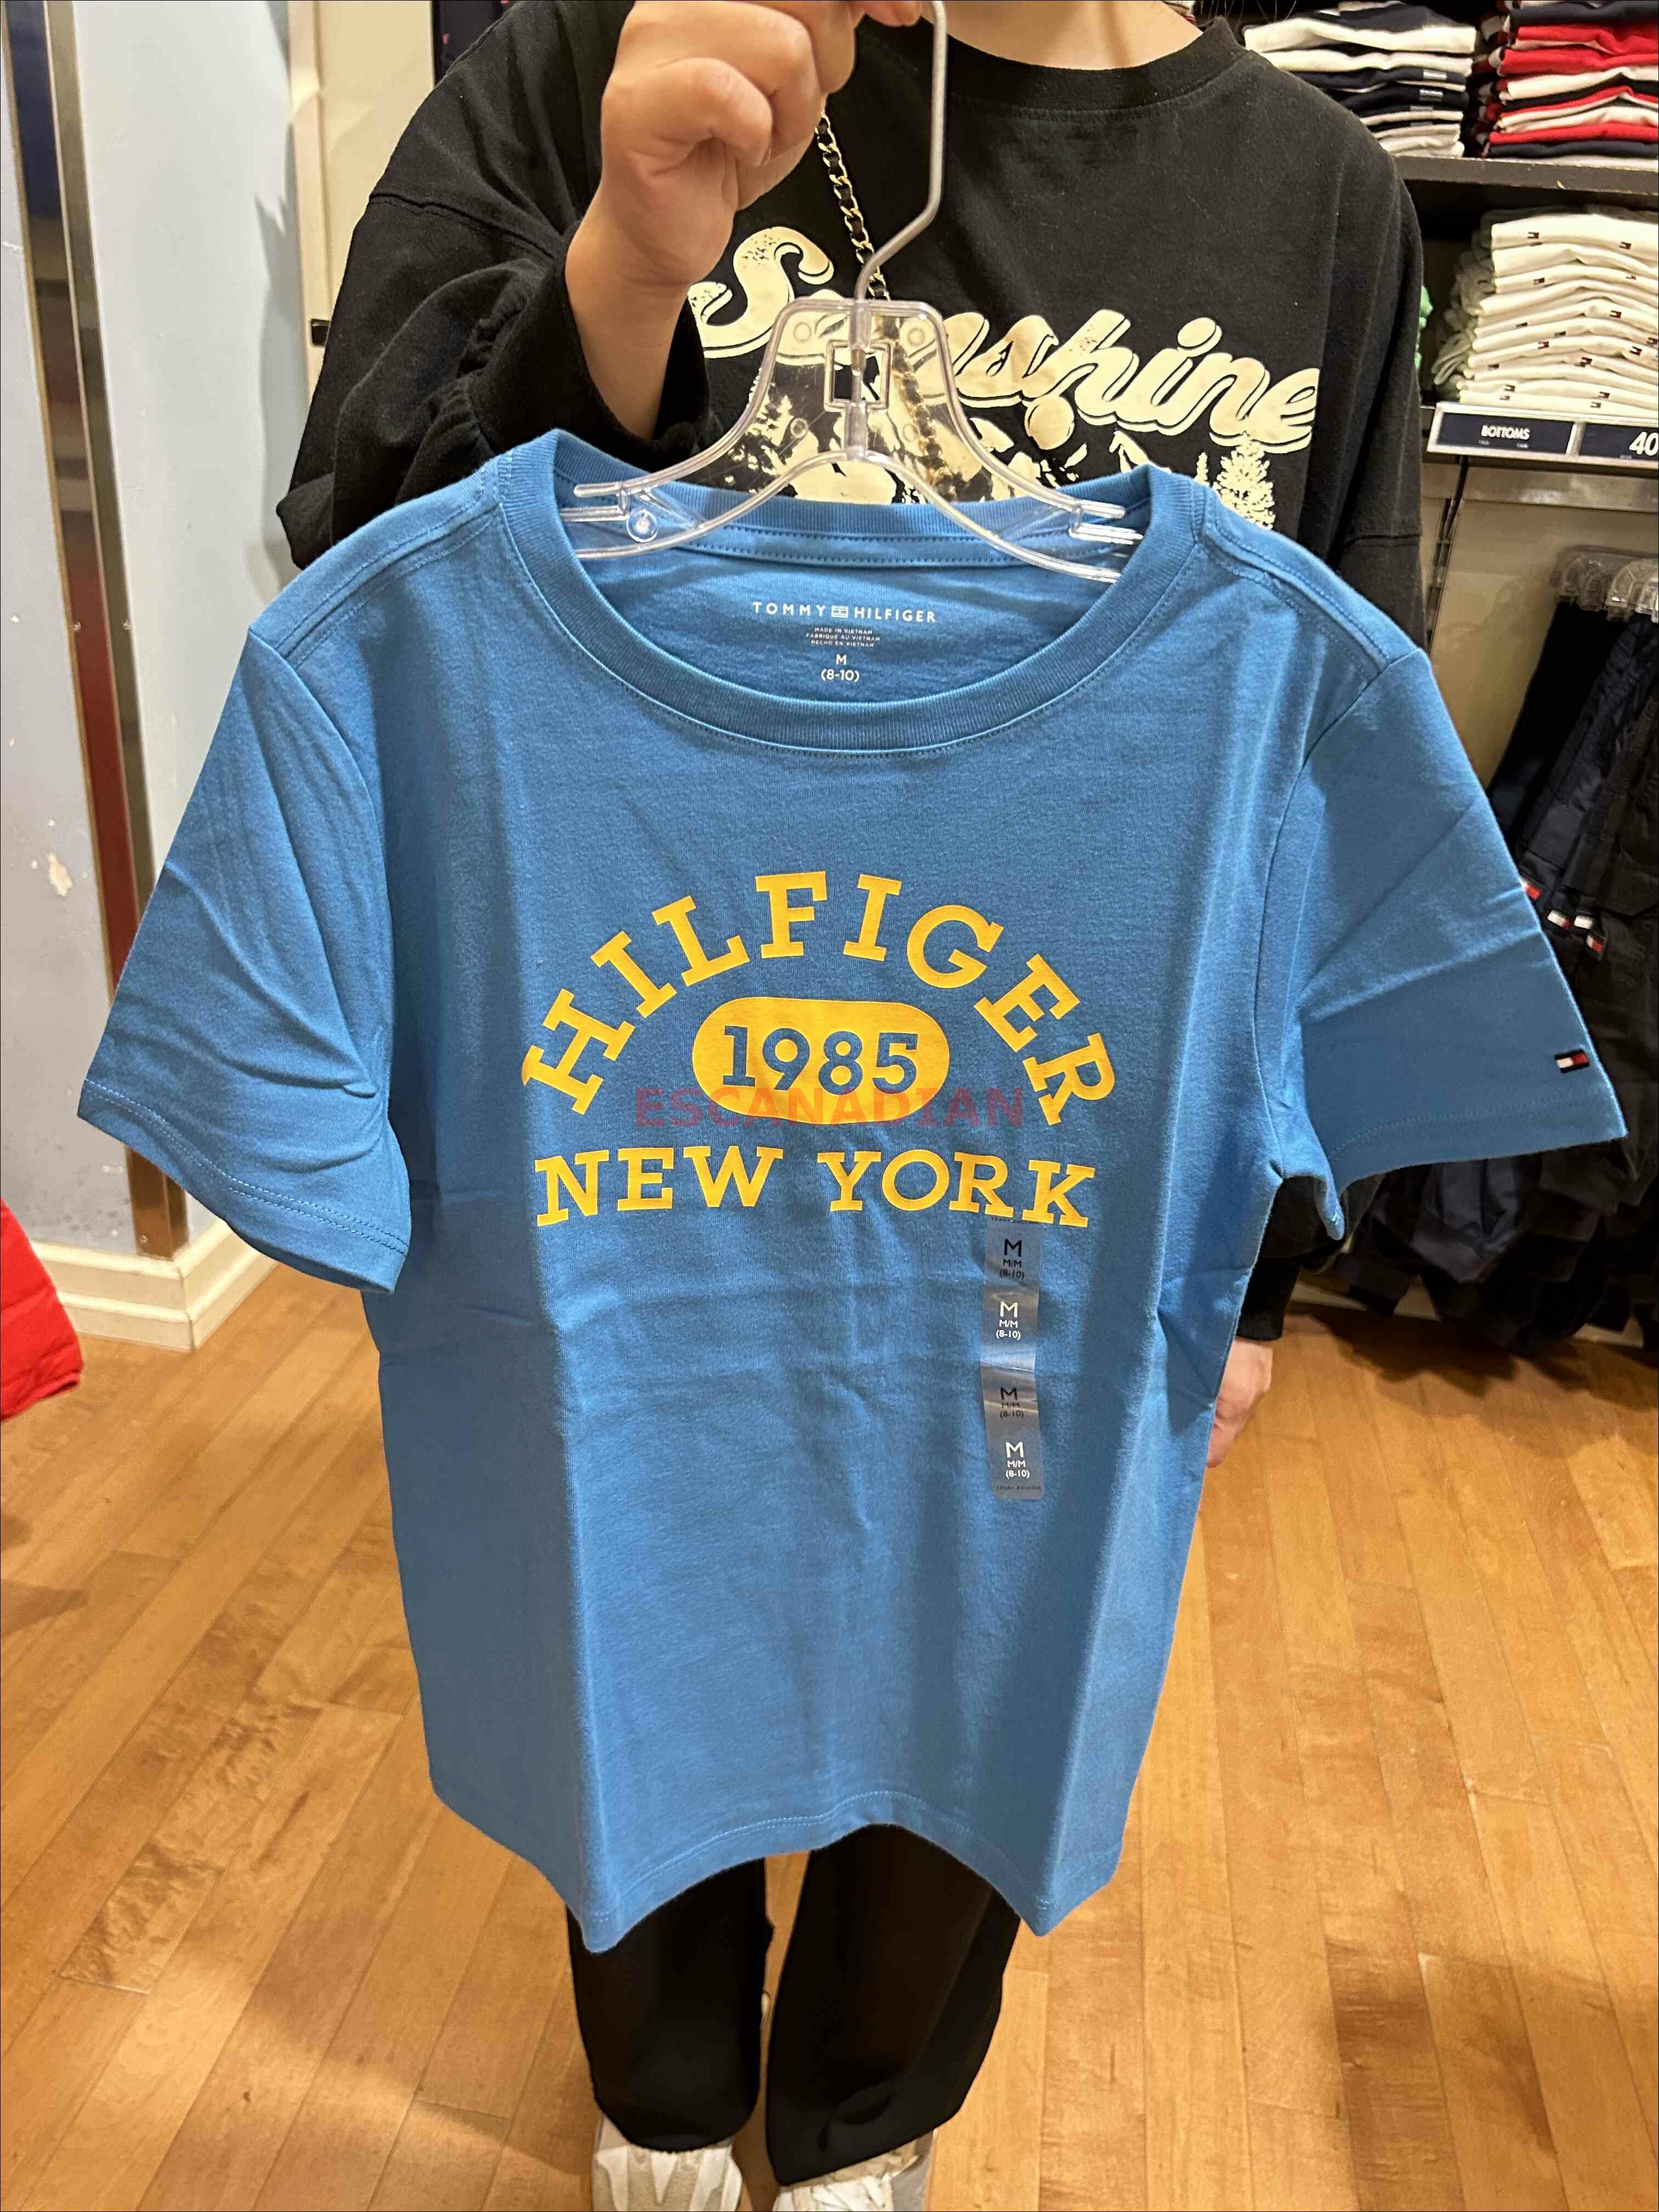 Sunshine
BOTTOMS
40
TOMMY HILFIGER
MADE IN VIETNAM
FABRIQUÉ AU VIETNAM
HECHO EN VIETNAM
M
(8-10)
HILFIGER
1985
ESCANADIAN
NEW YORK
M
M/M
(8-10)
M
M/M
(8-10)
M
M/M
(8-10)
M
M/M
(8-10)